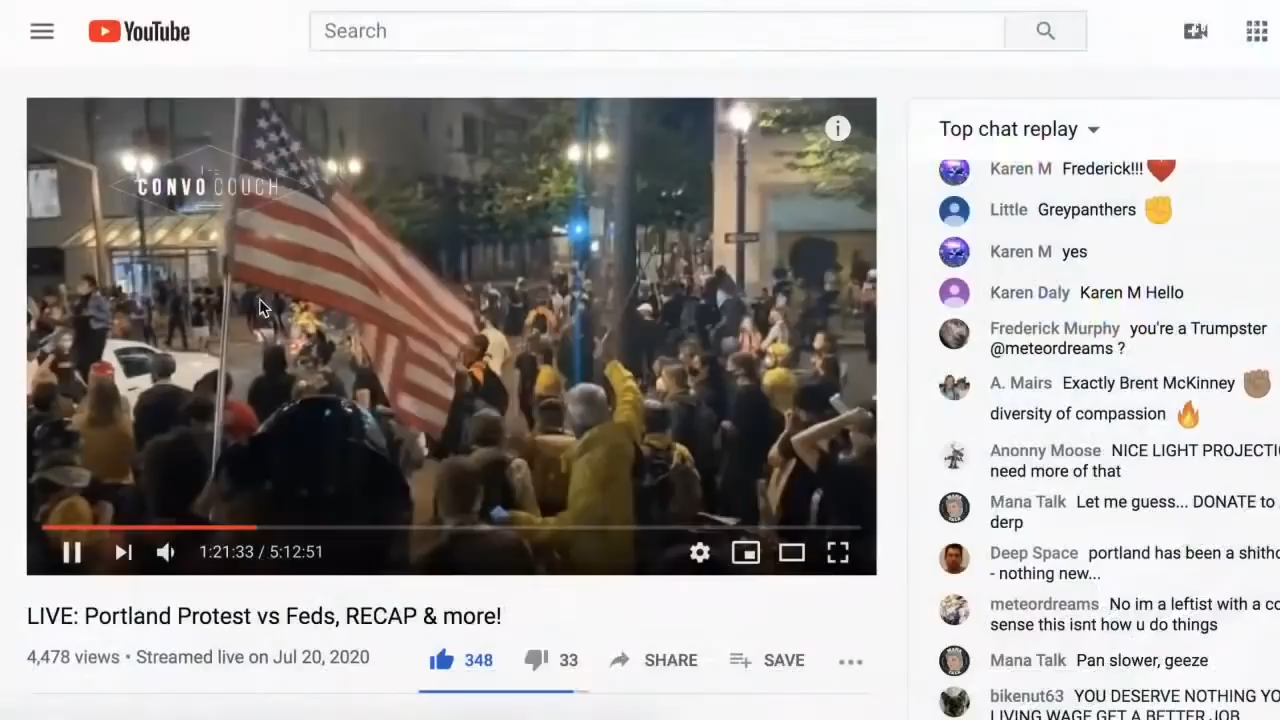 YouTube
Search
CONVO COUCH
1:21:33 / 5:12:51
LIVE: Portland Protest vs Feds, RECAP & more!
4,478 views • Streamed live on Jul 20, 2020
348
33
SHARE
SAVE
Top chat replay
Karen M Frederick!!!
Little Greypanthers
Karen M yes
Karen Daly Karen M Hello
Frederick Murphy you're a Trumpster
@meteordreams ?
A. Mairs Exactly Brent McKinney
diversity of compassion
Anonny Moose NICE LIGHT
need more of that
Mana Talk Let me guess... DONATE to
derp
Deep Space portland has been a
- nothing new...
meteordreams No im a leftist with a
sense this isnt how u do things
Mana Talk Pan slower, geeze
bikenut63 YOU DESERVE NOTHING
LIVING WAGE GET A BETTER JOB